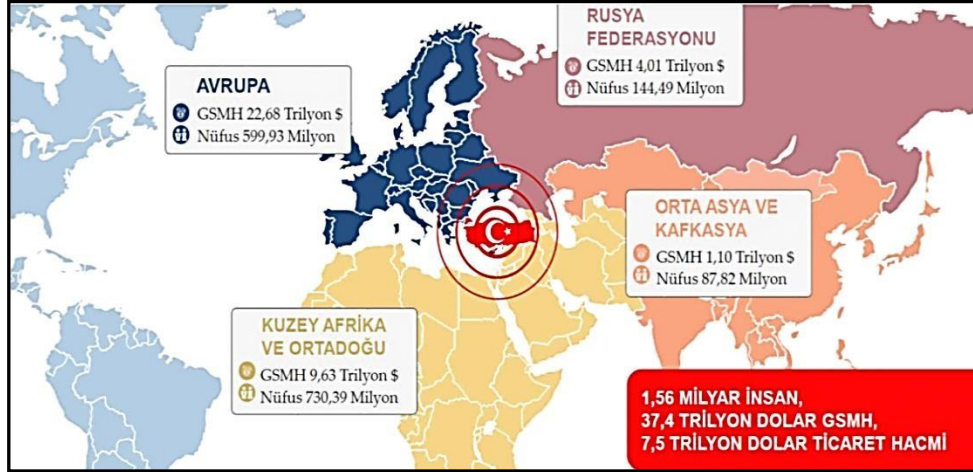 RUSYA
FEDERASYONU
GSMH 4,01 Trilyon $
Nüfus 144,49 Milyon
AVRUPA
GSMH 22,68 Trilyon $
Nüfus 599,93 Milyon
ORTA ASYA VE
KAFKASYA
GSMH 1,10 Trilyon $
Nüfus 87,82 Milyon
KUZEY AFRİKA
VE ORTADOĞU
GSMH 9,63 Trilyon $
Nüfus 730,39 Milyon
1,56 MİLYAR İNSAN,
37,4 TRİLYON DOLAR GSMH,
7,5 TRİLYON DOLAR TİCARET HACMİ